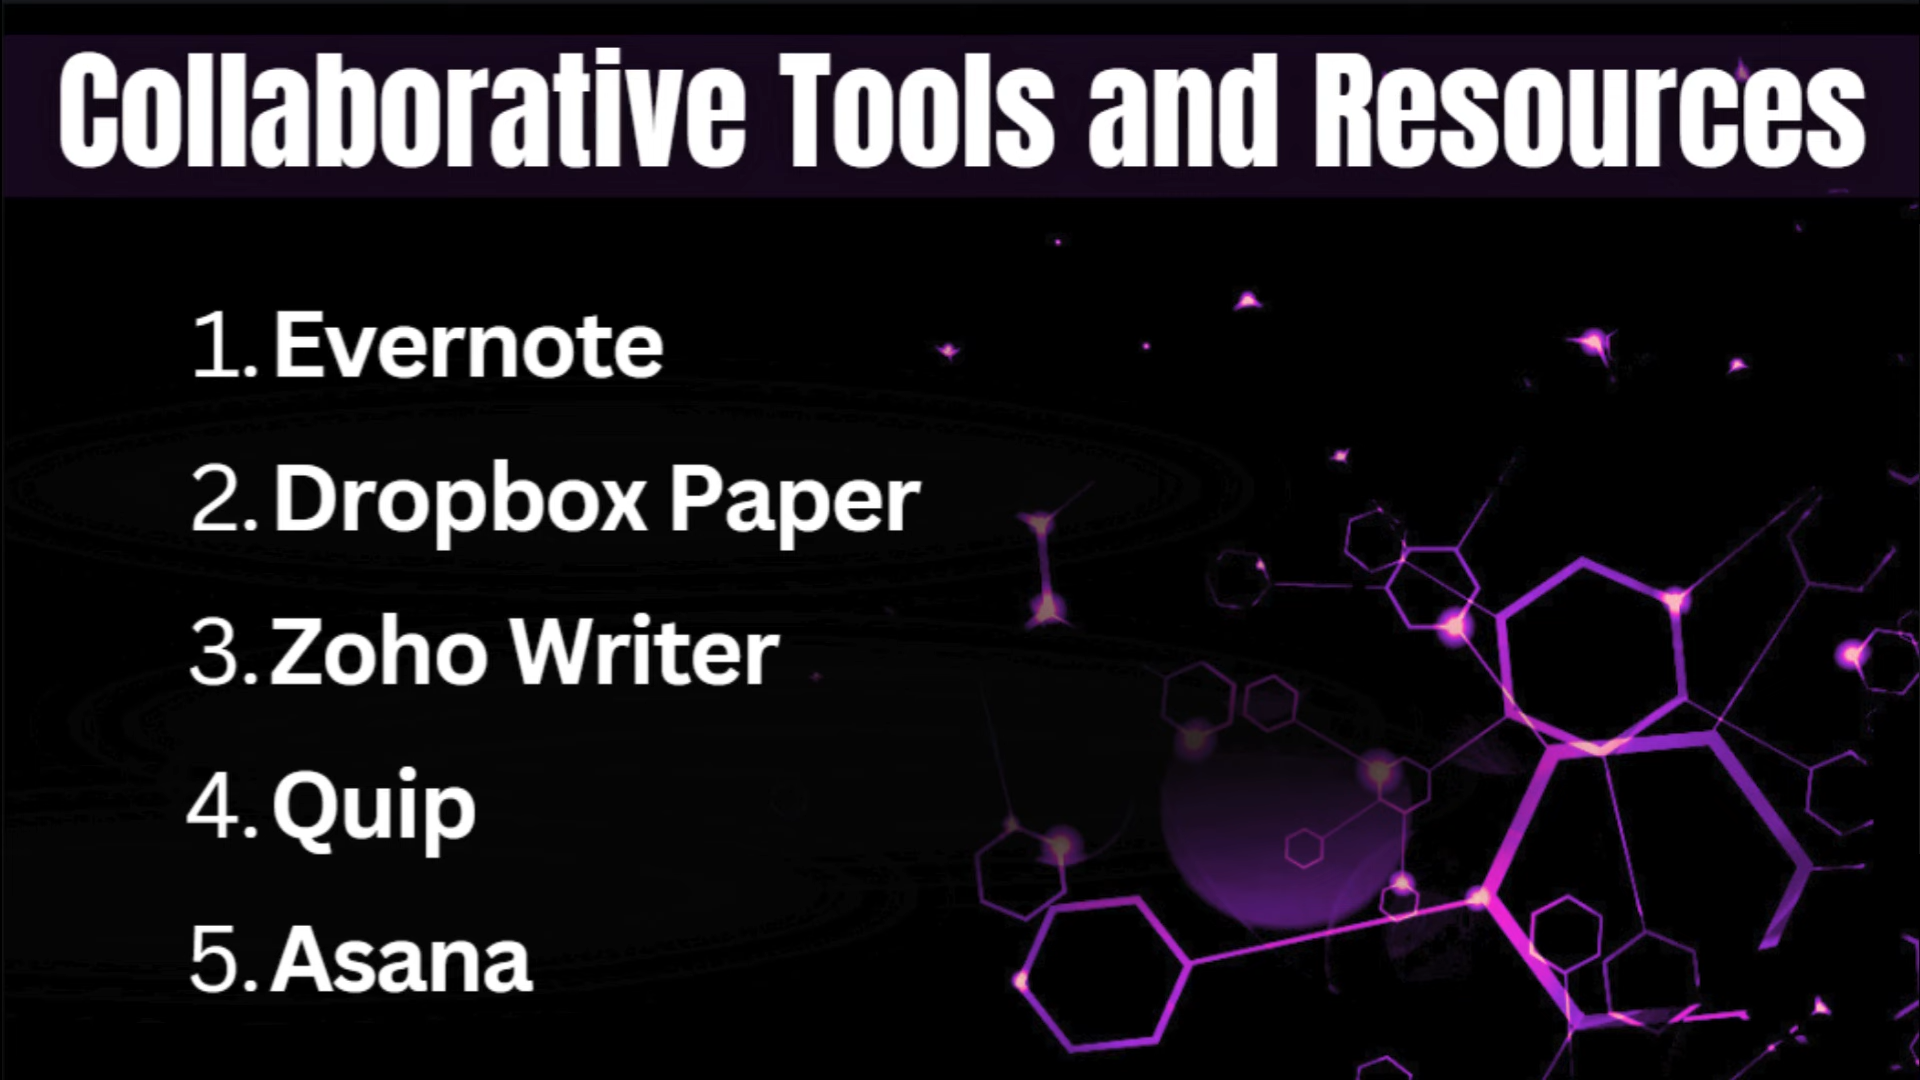 Collaborative Tools and Resources
1. Evernote
2. Dropbox Paper
3. Zoho Writer
4. Quip
5. Asana